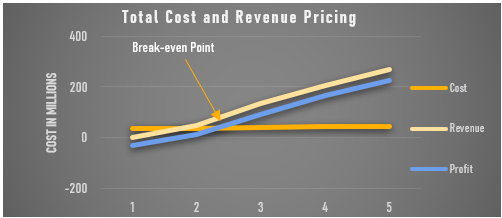 Total Cost and Revenue Pricing
400
Break-even Point
200
0
-200
COST IN MILLIONS
1 2 3 4 5
Cost
Revenue
Profit